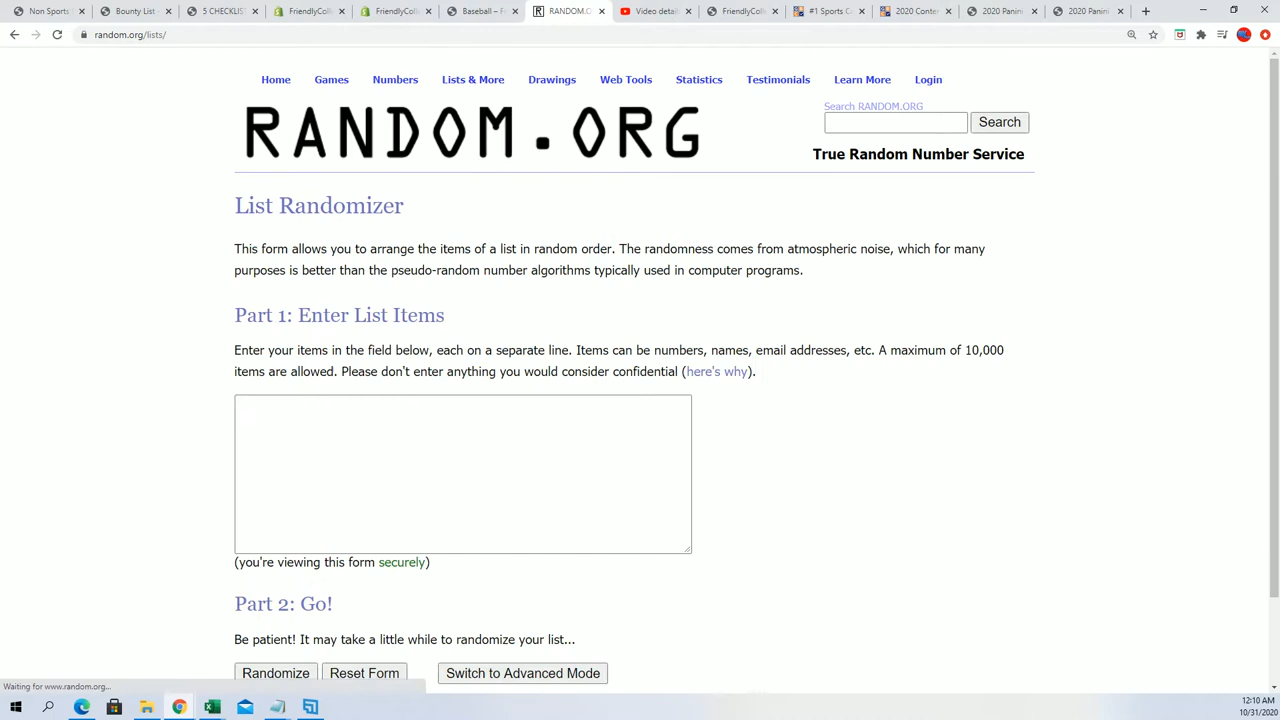 Non Sports
Bounty List
5 CHECKLIS
FriendlyColl
FriendlyColl
Baseball – F
RANDOM.OR
Video detai
FriendlyColl
#1 Sports C
2020 Conten
2020 Panini
2020 Panini
random.org/lists/
Home Games Numbers Lists & More Drawings Web Tools Statistics Testimonials Learn More Login
RANDOM.ORG
Search RANDOM.ORG
Search
True Random Number Service
List Randomizer
This form allows you to arrange the items of a list in random order. The randomness comes from atmospheric noise, which for many
purposes is better than the pseudo-random number algorithms typically used in computer programs.
Part 1: Enter List Items
Enter your items in the field below, each on a separate line. Items can be numbers, names, email addresses, etc. A maximum of 10,000
items are allowed. Please don't enter anything you would consider confidential (here's why).
(you're viewing this form securely)
Part 2: Go!
Be patient! It may take a little while to randomize your list...
Randomize Reset Form Switch to Advanced Mode
Waiting for www.random.org...
12:10 AM
10/31/2020